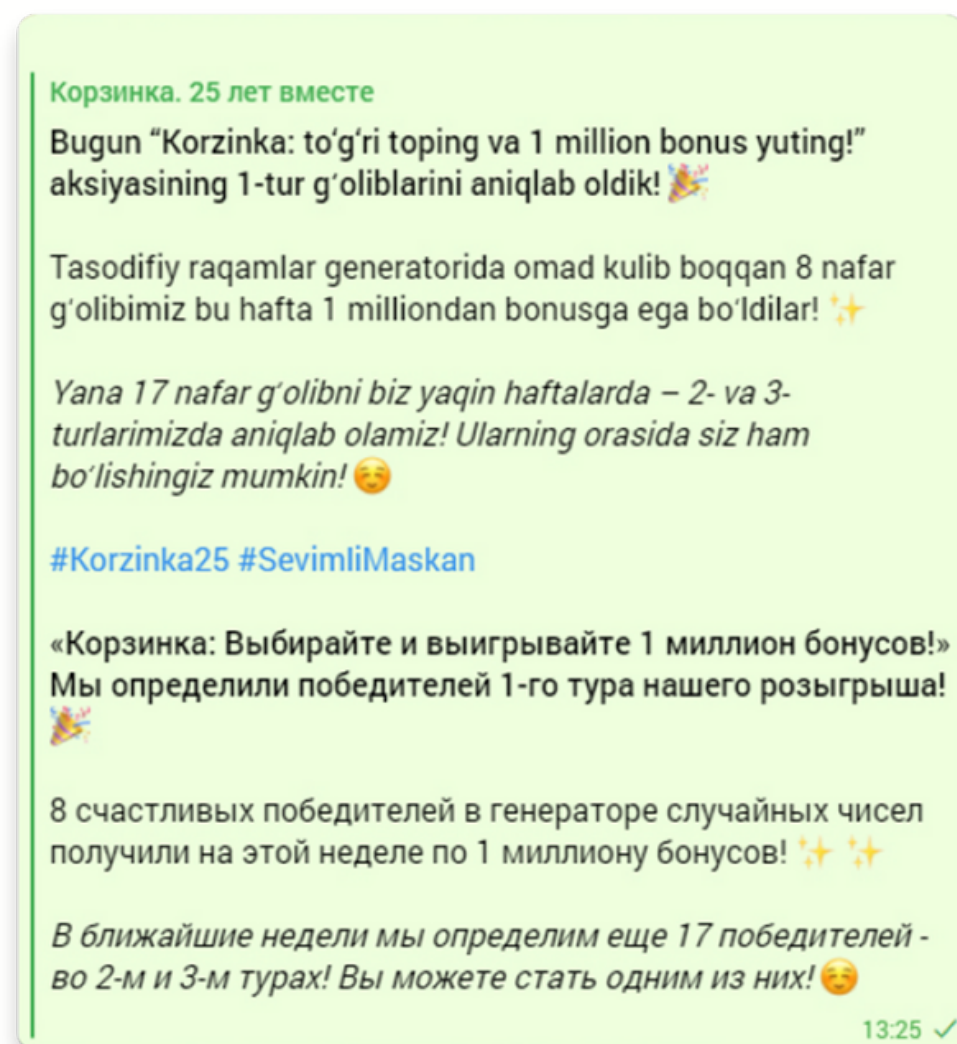 Корзинка. 25 лет вместе
Bugun “Korzinka: to‘g‘ri toping va 1 million bonus yuting!”
aksiyasining 1-tur g‘oliblarini aniqlab oldik! 🎉
Tasodifiy raqamlar generatorida omad kulib boqqan 8 nafar
g‘olibimiz bu hafta 1 milliondan bonusga ega bo‘ldilar! ✨
Yana 17 nafar g‘olibni biz yaqin haftalarda – 2- va 3-
turlarimizda aniqlab olamiz! Ularning orasida siz ham
bo‘lishingiz mumkin! ☺️
#Korzinka25 #SevimliMaskan
«Корзинка: Выбирайте и выигрывайте 1 миллион бонусов!»
Мы определили победителей 1-го тура нашего розыгрыша!
🎉
8 счастливых победителей в генераторе случайных чисел
получили на этой неделе по 1 миллиону бонусов! ✨ ✨
В ближайшие недели мы определим еще 17 победителей -
во 2-м и 3-м турах! Вы можете стать одним из них! ☺️
13:25